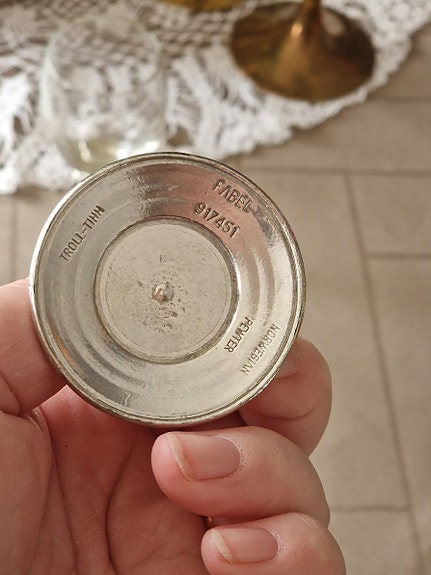 TROLL-TINN
FABEL
917451
NORWEGIAN
PEWTER